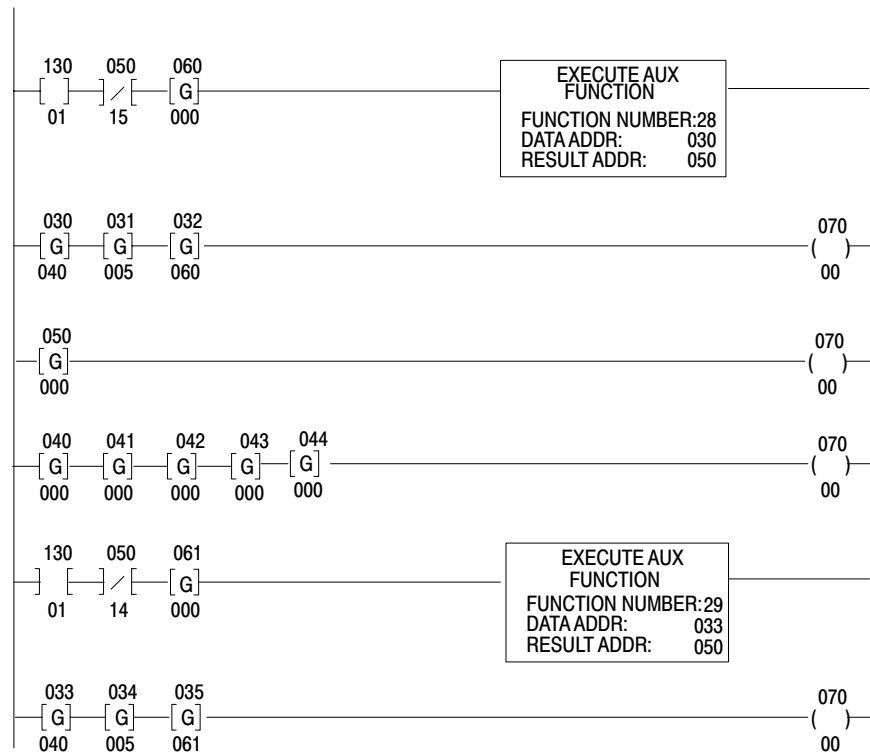 130 050 060
G
01 15 000
EXECUTE AUX
FUNCTION
FUNCTION NUMBER:28
DATA ADDR: 030
RESULT ADDR: 050
030 031 032
G G G
040 005 060
070
00
050
G
000
070
00
040 041 042 043 044
G G G G G
000 000 000 000 000
070
00
130 050 061
G
01 14 000
EXECUTE AUX
FUNCTION
FUNCTION NUMBER:29
DATA ADDR: 033
RESULT ADDR: 050
033 034 035
G G G
040 005 061
070
00